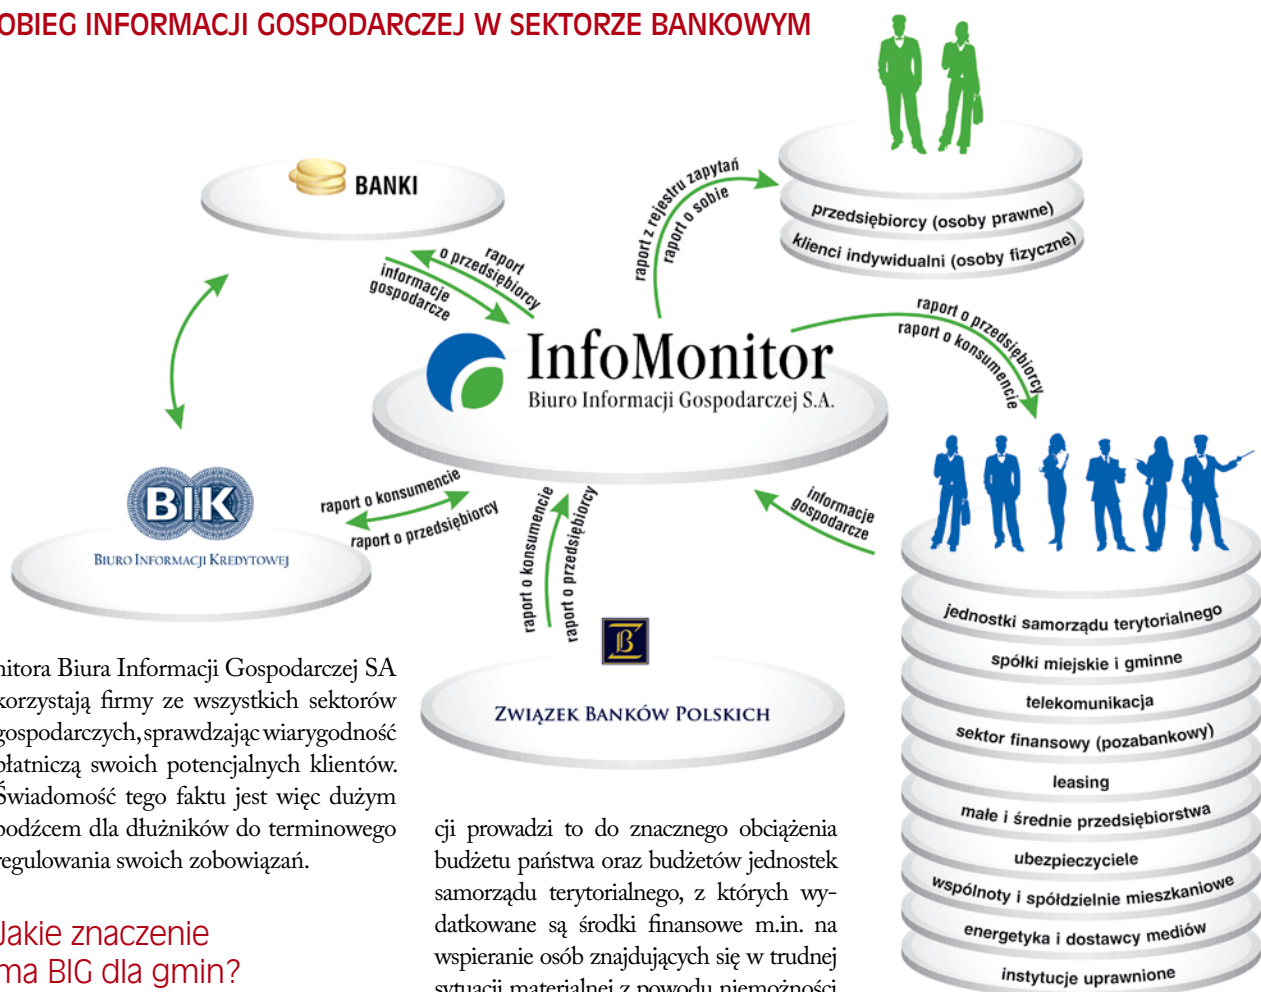 OBIEG INFORMACJI GOSPODARCZEJ W SEKTORZE BANKOWYM
BANKI
raport
o przedsiębiorcy
informacje
gospodarcze
raport z rejestru zapytań
raport o sobie
przedsiębiorcy (osoby prawne)
klienci indywidualni (osoby fizyczne)
raport o przedsiębiorcy
raport o konsumencie
InfoMonitor
Biuro Informacji Gospodarczej S.A.
BIK
BIURO INFORMACJI KREDYTOWEJ
raport o konsumencie
raport o przedsiębiorcy
raport o konsumencie
raport o przedsiębiorcy
informacje
gospodarcze
ZWIĄZEK BANKÓW POLSKICH
jednostki samorządu terytorialnego
spółki miejskie i gminne
telekomunikacja
sektor finansowy (pozabankowy)
leasing
małe i średnie przedsiębiorstwa
ubezpieczyciele
wspólnoty i spółdzielnie mieszkaniowe
energetyka i dostawcy mediów
instytucje uprawnione
nitora Biura Informacji Gospodarczej SA
korzystają firmy ze wszystkich sektorów
gospodarczych, sprawdzając wiarygodność
płatniczą swoich potencjalnych klientów.
Świadomość tego faktu jest więc dużym
bodźcem dla dłużników do terminowego
regulowania swoich zobowiązań.
Jakie znaczenie
ma BIG dla gmin?
cji prowadzi to do znacznego obciążenia
budżetu państwa oraz budżetów jednostek
samorządu terytorialnego, z których wy-
datkowane są środki finansowe m.in. na
wspieranie osób znajdujących się w trudnej
sytuacji materialnej z powodu niemożności